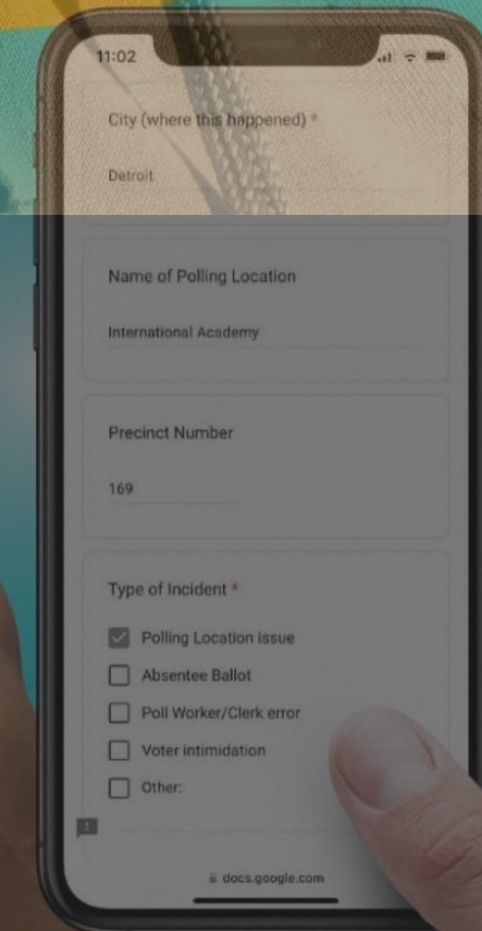 11:02
City (where this happened) *
Detroit
Name of Polling Location
International Academy
Precinct Number
169
Type of Incident *
Polling Location issue
Absentee Ballot
Poll Worker/Clerk error
Voter intimidation
Other:
docs.google.com